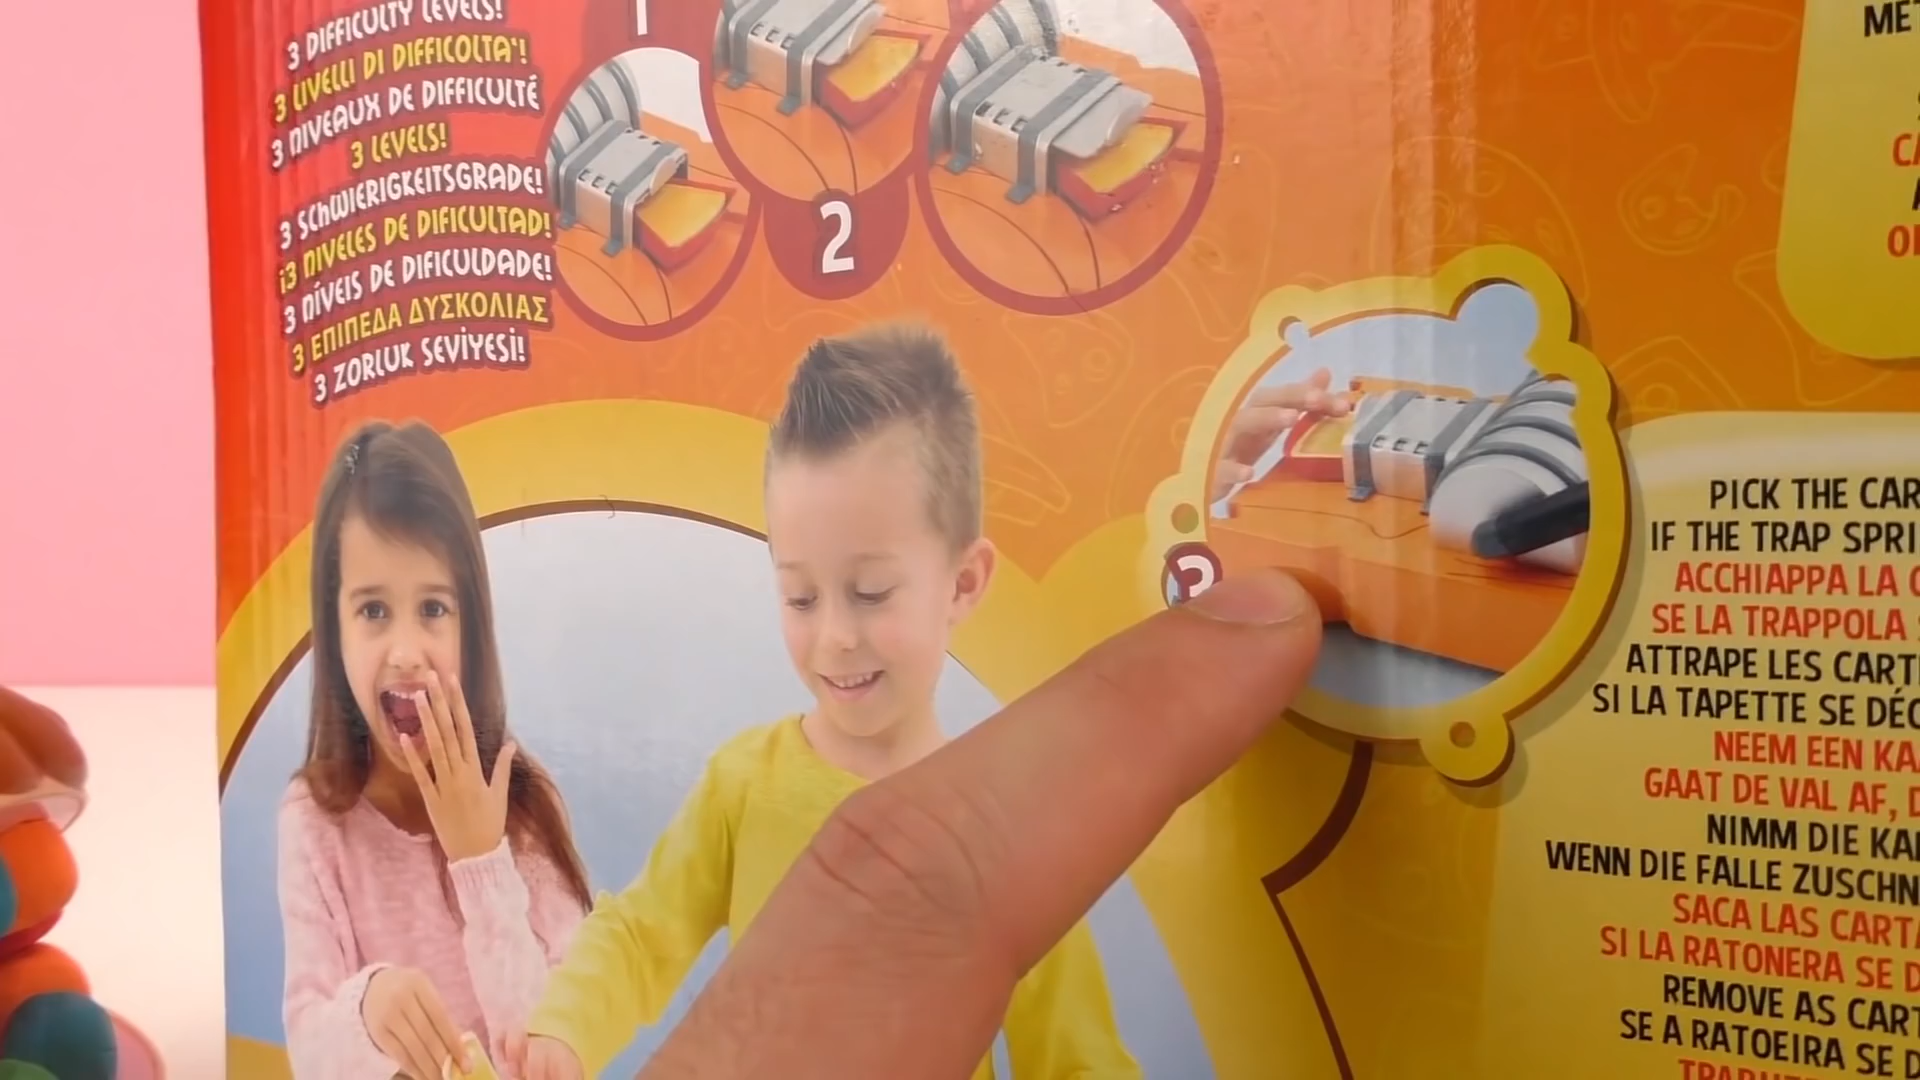 3 DIFFICULTY LEVELS!
3 LIVELLI DI DIFFICOLTA'!
3 NIVEAUX DE DIFFICULTÉ
3 LEVELS!
3 SCHWIERIGKEITSGRADE!
¡3 NIVELES DE DIFICULTAD!
3 NÍVEIS DE DIFICULDADE!
3 ΕΠΙΠΕΔΑ ΔΥΣΚΟΛΙΑΣ
3 ZORLUK SEVİYESİ!
1
2
3
PICK THE CAR
IF THE TRAP SPRI
ACCHIAPPA LA
SE LA TRAPPOLA
ATTRAPE LES CART
SI LA TAPETTE SE DÉC
NEEM EEN KA
GAAT DE VAL AF,
NIMM DIE KA
WENN DIE FALLE ZUSCHN
SACA LAS CARTA
SI LA RATONERA SE D
REMOVE AS CART
SE A RATOEIRA SE D